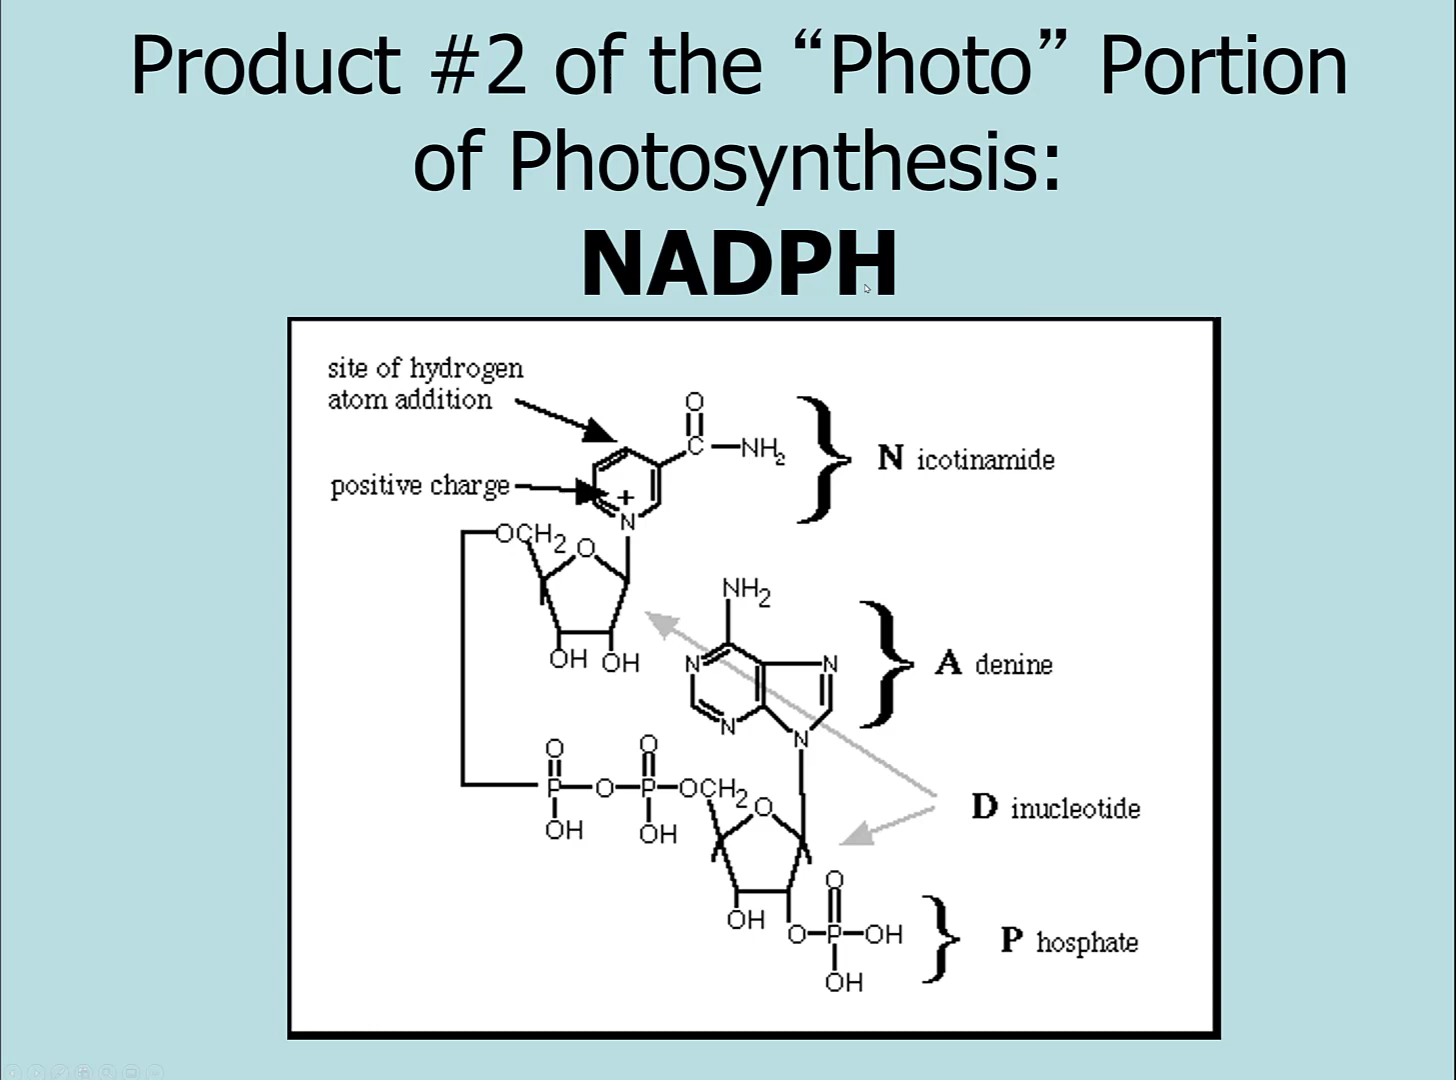 Product #2 of the “Photo” Portion
of Photosynthesis:
NADPH
site of hydrogen
atom addition
O
C
NH2
N icotinamide
positive charge
+
N
OCH2
O
OH OH
NH2
N
N
N
N
A denine
D inucleotide
O
O
P
O
P
OCH2
O
OH
OH
OH
O
O
P
OH
OH
P hosphate